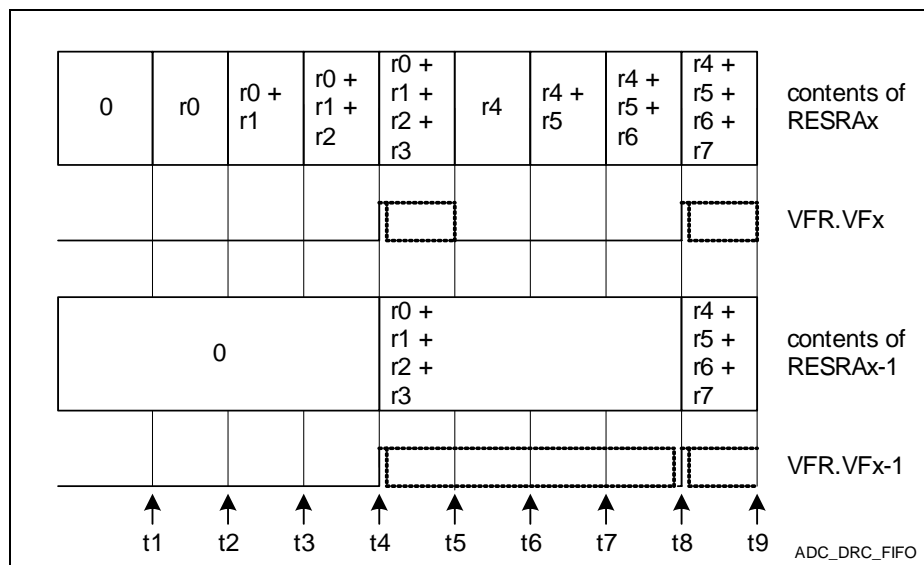 0
r0
r0 +
r1
r0 +
r1 +
r2
r0 +
r1 +
r2 +
r3
r4
r4 +
r5
r4 +
r5 +
r6
r4 +
r5 +
r6 +
r7
contents of
RESRAx
VFR.VFx
0
r0 +
r1 +
r2 +
r3
r4 +
r5 +
r6 +
r7
contents of
RESRAx-1
VFR.VFx-1
t1 t2 t3 t4 t5 t6 t7 t8 t9
ADC_DRC_FIFO